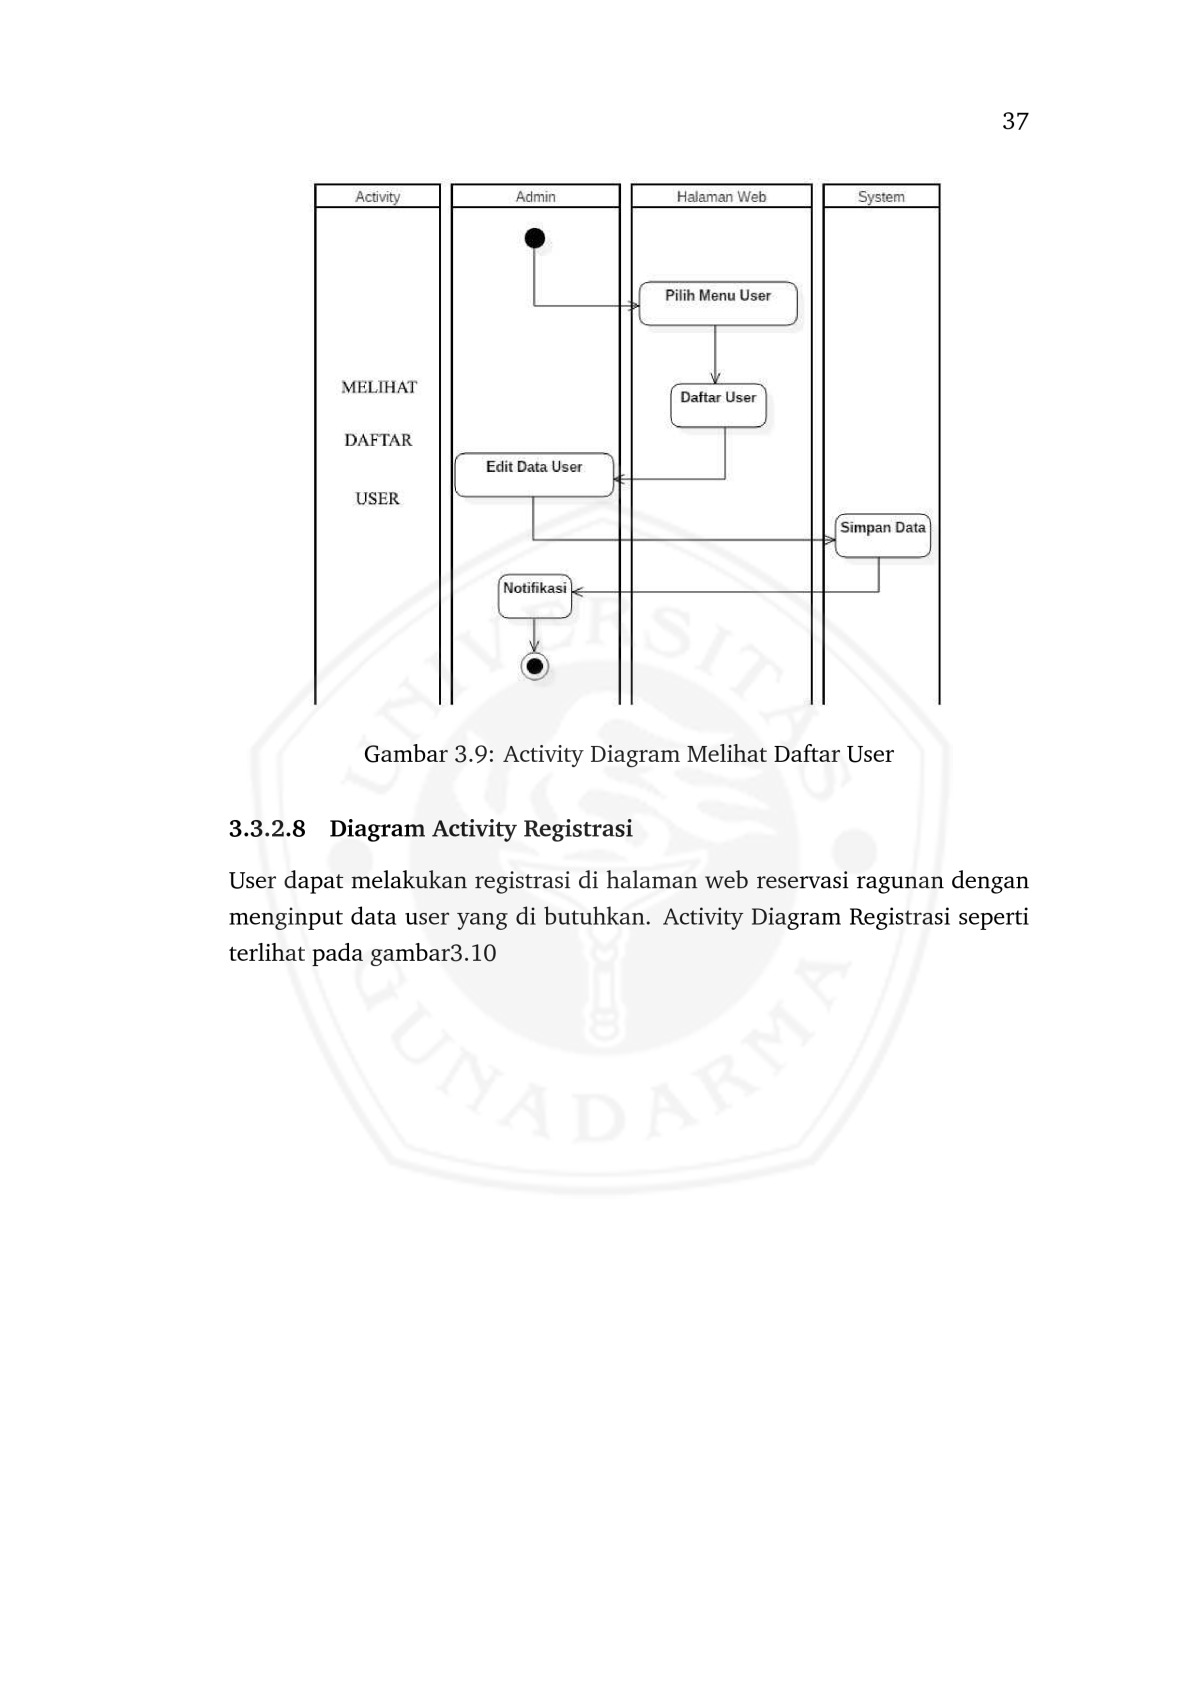 37
Activity
Admin
Halaman Web
System
Pilih Menu User
MELIHAT
Daftar User
DAFTAR
Edit Data User
USER
Simpan Data
Notifikasi
Gambar 3.9: Activity Diagram Melihat Daftar User
3.3.2.8 Diagram Activity Registrasi
User dapat melakukan registrasi di halaman web reservasi ragunan dengan
menginput data user yang di butuhkan. Activity Diagram Registrasi seperti
terlihat pada gambar3.10
UNIVERSITAS
GUNADARMA